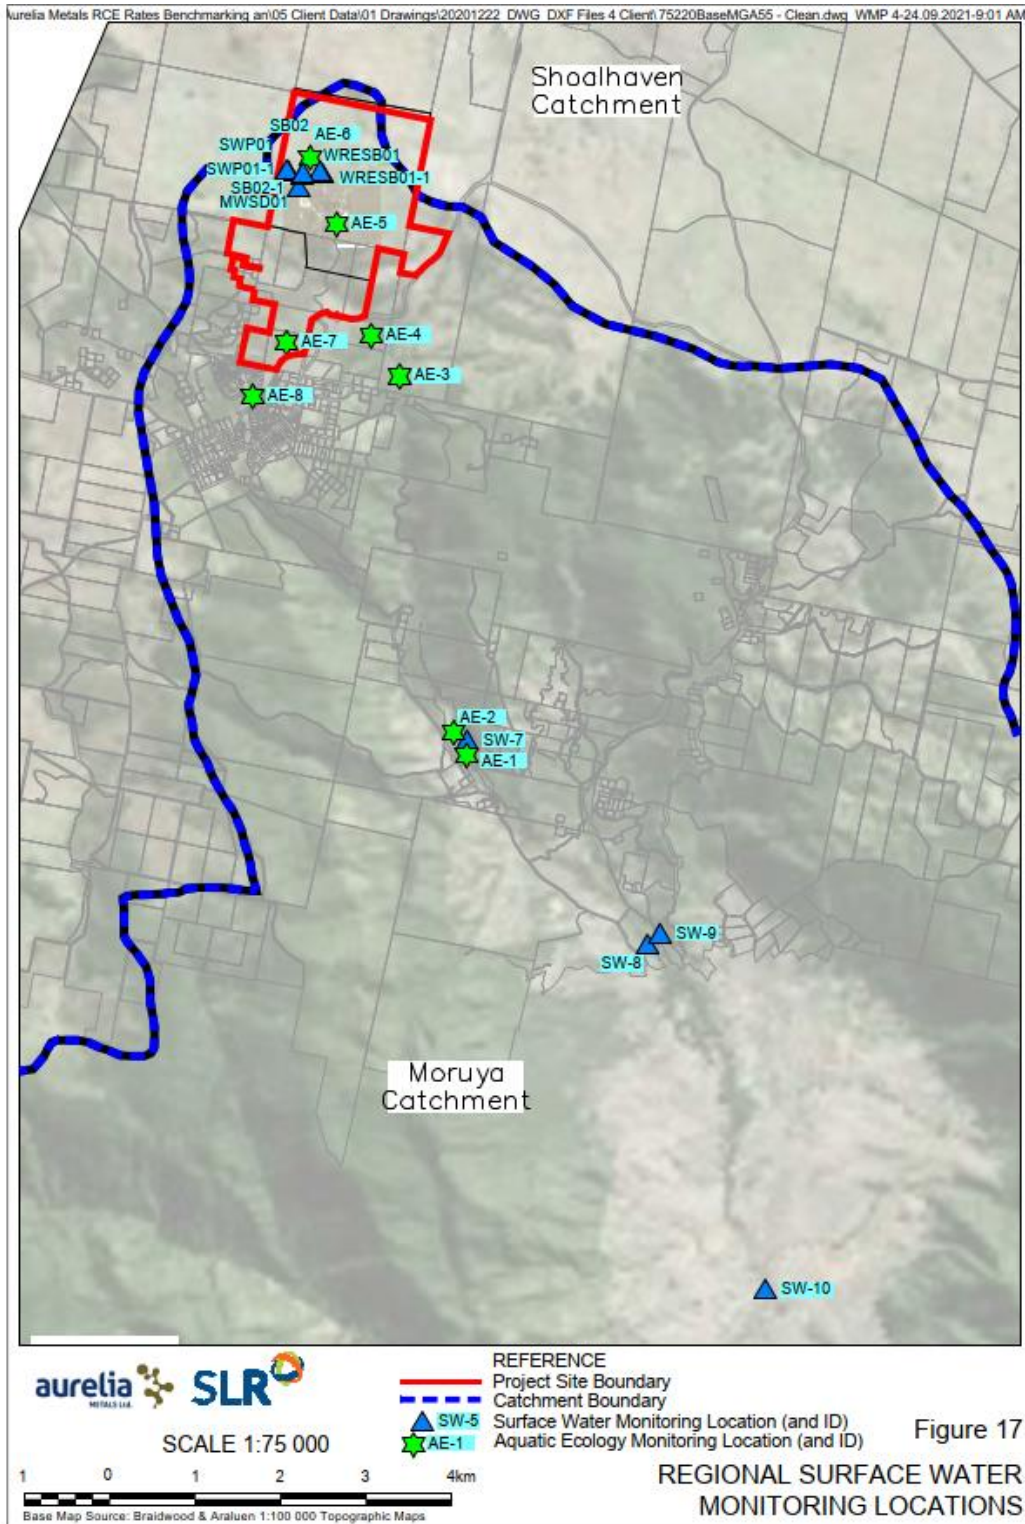 urelia Metals RCE Rates Benchmarking an\05 Client Data\01 Drawings\20201222_DWG_DXF Files 4 Client\75220BaseMGA55 - Clean.dwg_WMP 4-24.09.2021-9:01 AM
Shoalhaven
Catchment
SB02
AE-6
SWP01
WRESB01
SWP01-1
WRESB01-1
SB02-1
MWSD01
AE-5
AE-7
AE-4
AE-3
AE-8
AE-2
SW-7
AE-1
SW-9
SW-8
Moruya
Catchment
SW-10
aurelia
METALS Ltd.
SLR
SCALE 1:75 000
1 0 1 2 3 4km
Base Map Source: Braidwood & Araluen 1:100 000 Topographic Maps
REFERENCE
Project Site Boundary
Catchment Boundary
SW-5 Surface Water Monitoring Location (and ID)
AE-1 Aquatic Ecology Monitoring Location (and ID)
Figure 17
REGIONAL SURFACE WATER
MONITORING LOCATIONS